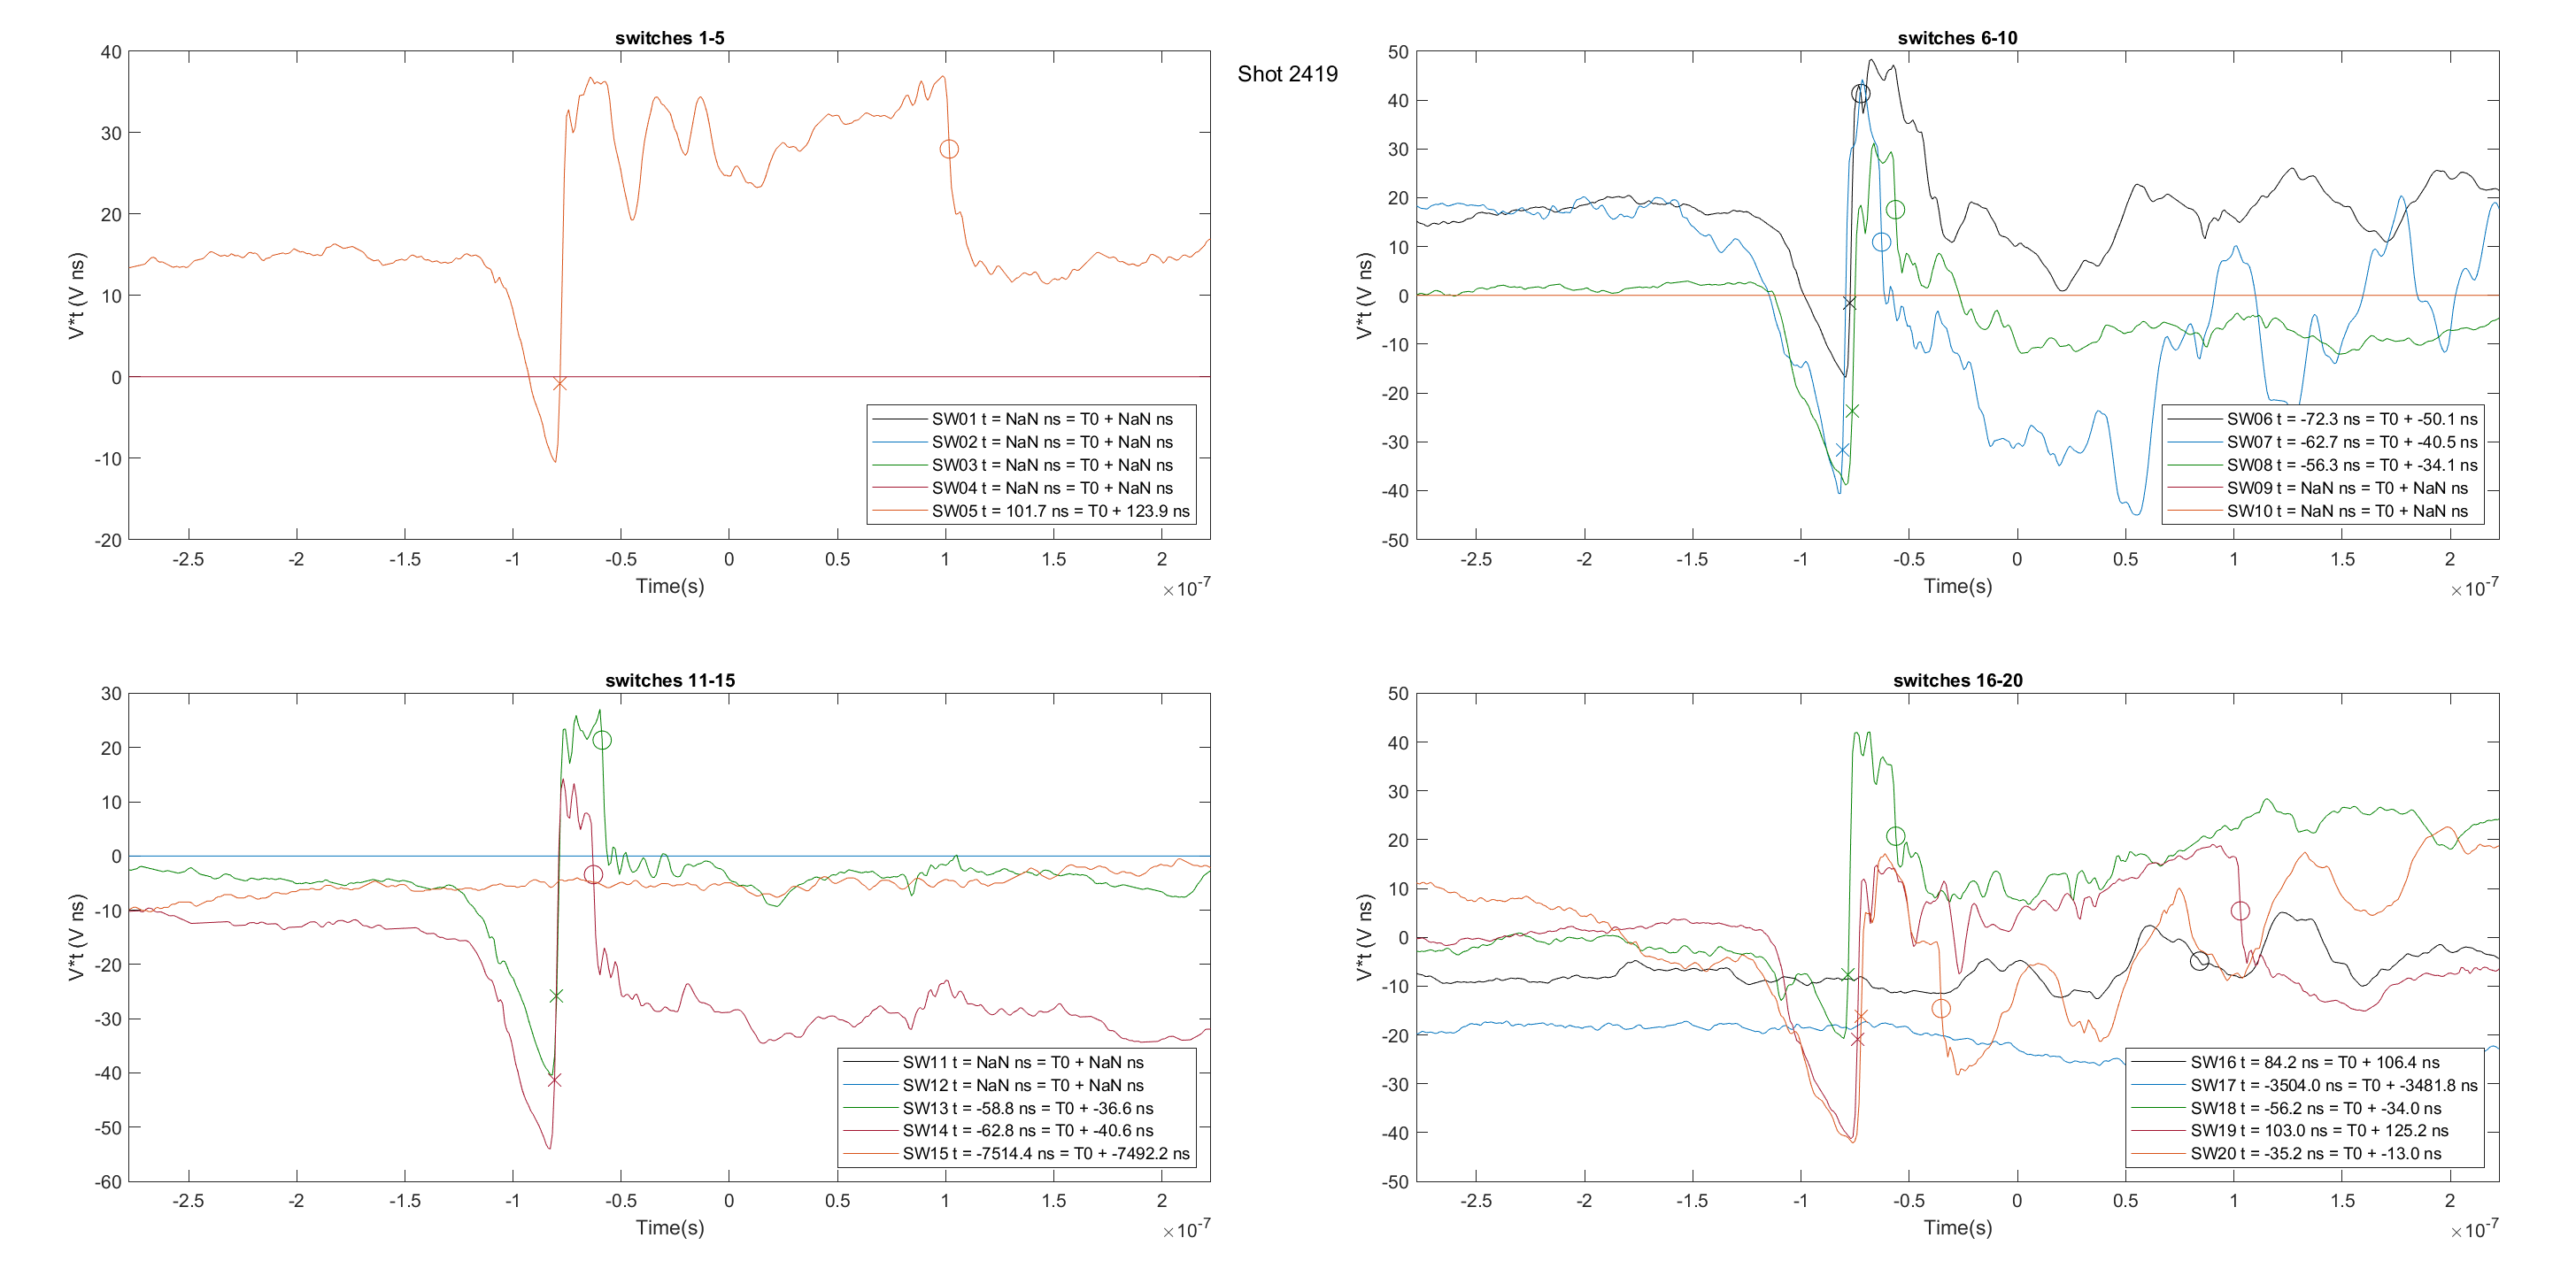 Shot 2419
switches 1-5
40
30
20
10
0
-10
-20
V*t (V ns)
-2.5 -2 -1.5 -1 -0.5 0 0.5 1 1.5 2
Time(s)
×10-7
SW01 t = NaN ns = T0 + NaN ns
SW02 t = NaN ns = T0 + NaN ns
SW03 t = NaN ns = T0 + NaN ns
SW04 t = NaN ns = T0 + NaN ns
SW05 t = 101.7 ns = T0 + 123.9 ns
switches 6-10
50
40
30
20
10
0
-10
-20
-30
-40
-50
V*t (V ns)
-2.5 -2 -1.5 -1 -0.5 0 0.5 1 1.5 2
Time(s)
×10-7
SW06 t = -72.3 ns = T0 + -50.1 ns
SW07 t = -62.7 ns = T0 + -40.5 ns
SW08 t = -56.3 ns = T0 + -34.1 ns
SW09 t = NaN ns = T0 + NaN ns
SW10 t = NaN ns = T0 + NaN ns
switches 11-15
30
20
10
0
-10
-20
-30
-40
-50
-60
V*t (V ns)
-2.5 -2 -1.5 -1 -0.5 0 0.5 1 1.5 2
Time(s)
×10-7
SW11 t = NaN ns = T0 + NaN ns
SW12 t = NaN ns = T0 + NaN ns
SW13 t = -58.8 ns = T0 + -36.6 ns
SW14 t = -62.8 ns = T0 + -40.6 ns
SW15 t = -7514.4 ns = T0 + -7492.2 ns
switches 16-20
50
40
30
20
10
0
-10
-20
-30
-40
-50
V*t (V ns)
-2.5 -2 -1.5 -1 -0.5 0 0.5 1 1.5 2
Time(s)
×10-7
SW16 t = 84.2 ns = T0 + 106.4 ns
SW17 t = -3504.0 ns = T0 + -3481.8 ns
SW18 t = -56.2 ns = T0 + -34.0 ns
SW19 t = 103.0 ns = T0 + 125.2 ns
SW20 t = -35.2 ns = T0 + -13.0 ns